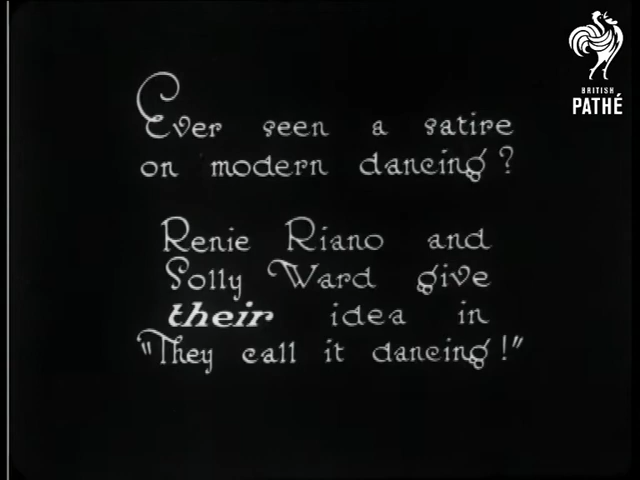 BRITISH
PATHÉ
Ever seen a satire
on modern dancing?
Renie Riano and
Solly Ward give
their idea in
"They call it dancing!"